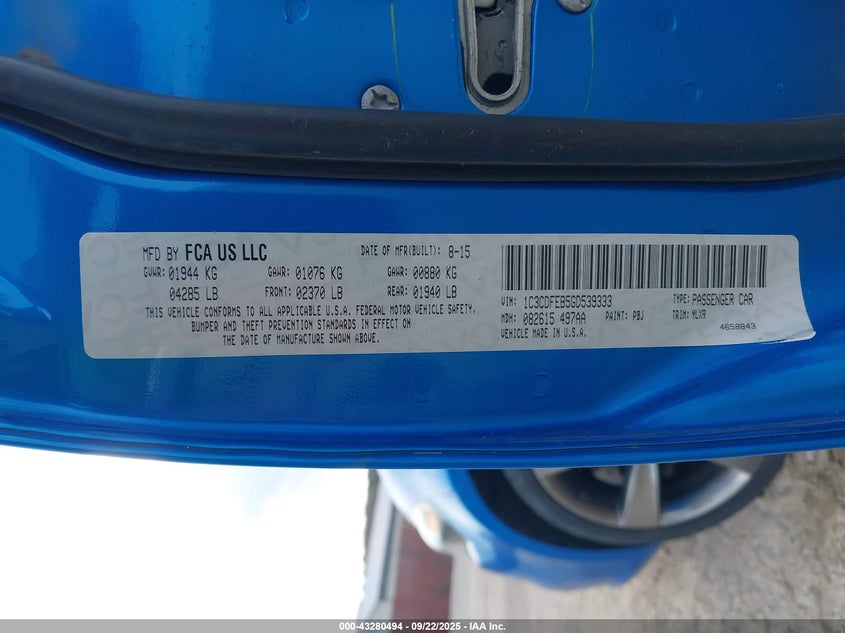 MFD BY FCA US LLC DATE OF MFR(BUILT): 8-15
GVWR: 01944 KG GAWR: 01076 KG GAWR: 00880 KG
04285 LB FRONT: 02370 LB REAR: 01940 LB
THIS VEHICLE CONFORMS TO ALL APPLICABLE U.S.A. FEDERAL MOTOR VEHICLE SAFETY,
BUMPER AND THEFT PREVENTION STANDARDS IN EFFECT ON
THE DATE OF MANUFACTURE SHOWN ABOVE.
VIN: 1C3CDFEB5GD539333 TYPE: PASSENGER CAR
MDH: 082615 497AA PAINT: PBJ TRIM: YLX9
VEHICLE MADE IN U.S.A. 4658843
000-43280494 - 09/22/2025 - IAA Inc.